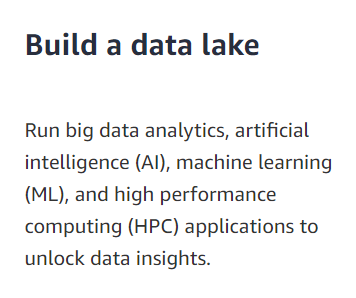 Build a data lake
Run big data analytics, artificial
intelligence (AI), machine learning
(ML), and high performance
computing (HPC) applications to
unlock data insights.